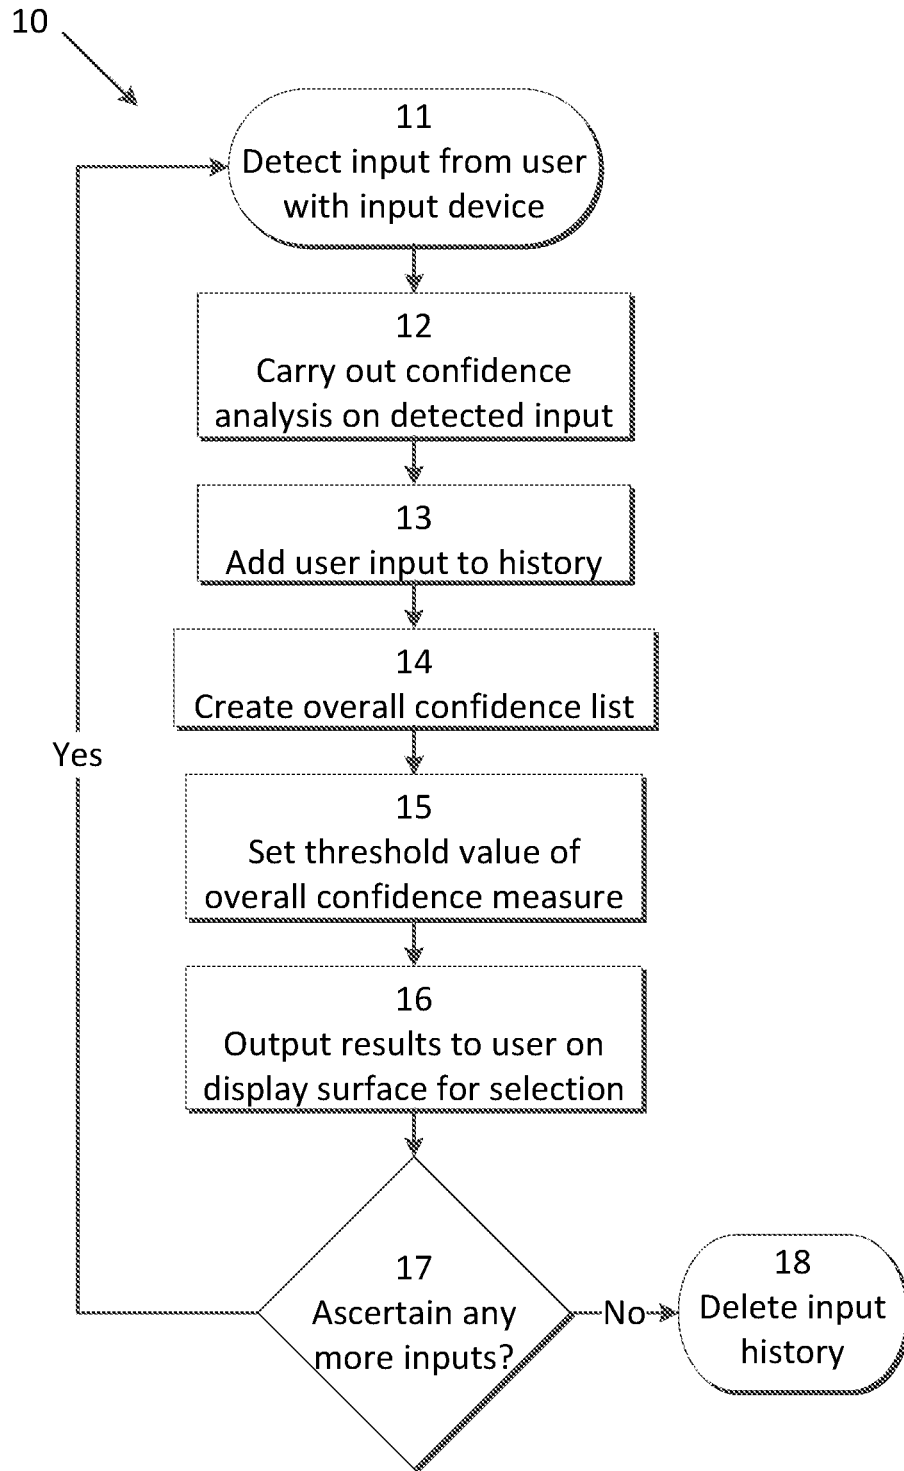 10
11
Detect input from user
with input device
12
Carry out confidence
analysis on detected input
13
Add user input to history
14
Create overall confidence list
Yes
15
Set threshold value of
overall confidence measure
16
Output results to user on
display surface for selection
17
Ascertain any
more inputs?
No
18
Delete input
history